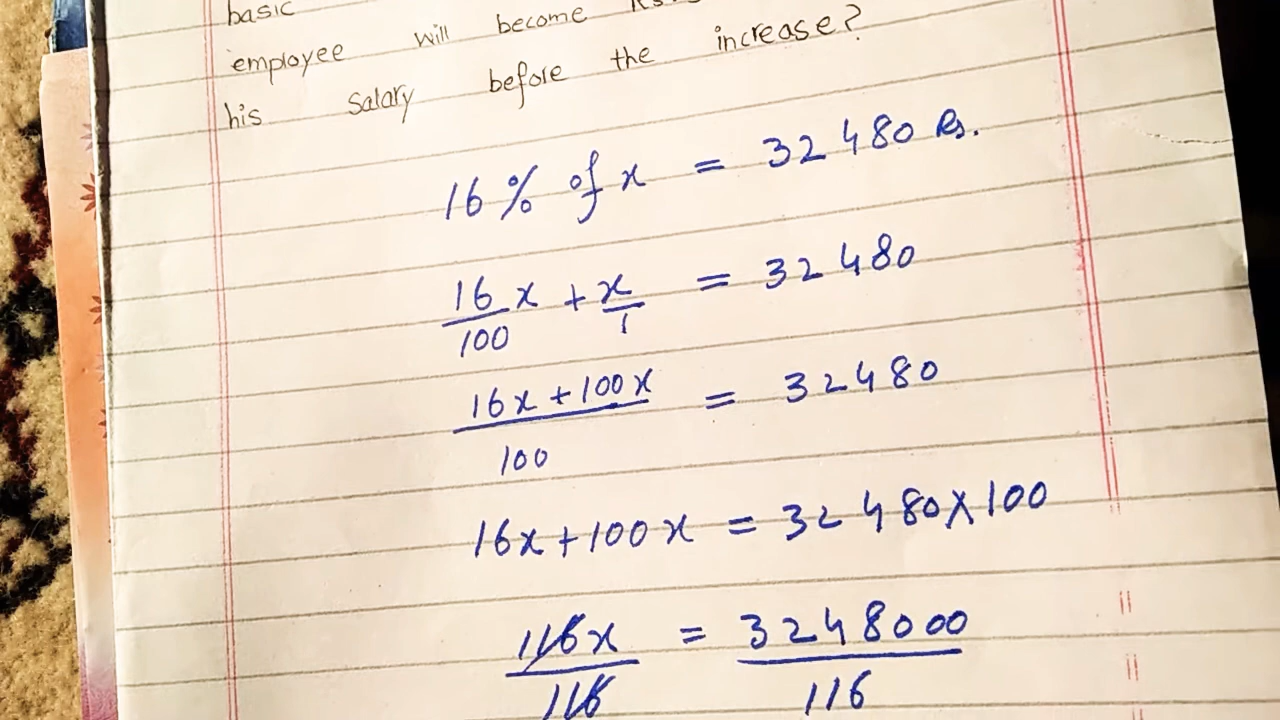 basic
employee will become
his salary before the increase?
16% of x = 32480 Rs.
16/100 x + x/1 = 32480
16x + 100x / 100 = 32480
16x + 100x = 32480 X 100
116x / 116 = 3248000 / 116